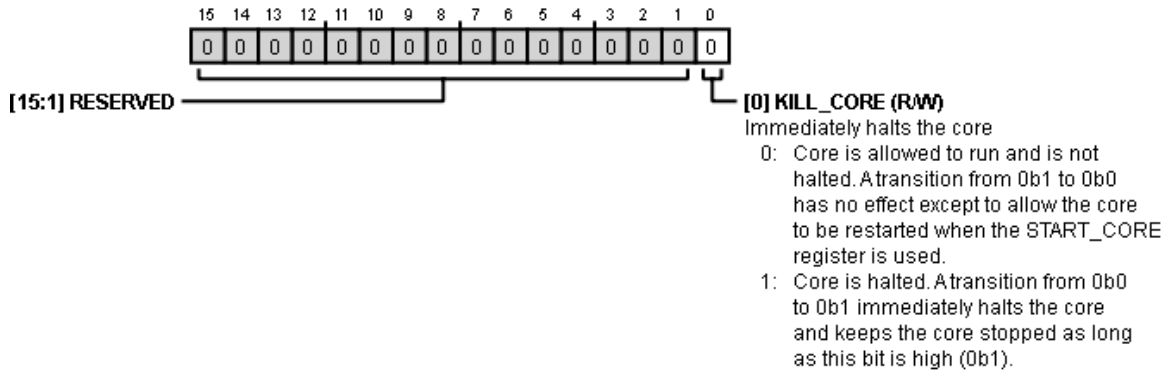 15 14 13 12 11 10 9 8 7 6 5 4 3 2 1 0
0 0 0 0 0 0 0 0 0 0 0 0 0 0 0 0
[15:1] RESERVED
[0] KILL_CORE (R/W)
Immediately halts the core
0: Core is allowed to run and is not
halted. A transition from 0b1 to 0b0
has no effect except to allow the core
to be restarted when the START_CORE
register is used.
1: Core is halted. A transition from 0b0
to 0b1 immediately halts the core
and keeps the core stopped as long
as this bit is high (0b1).